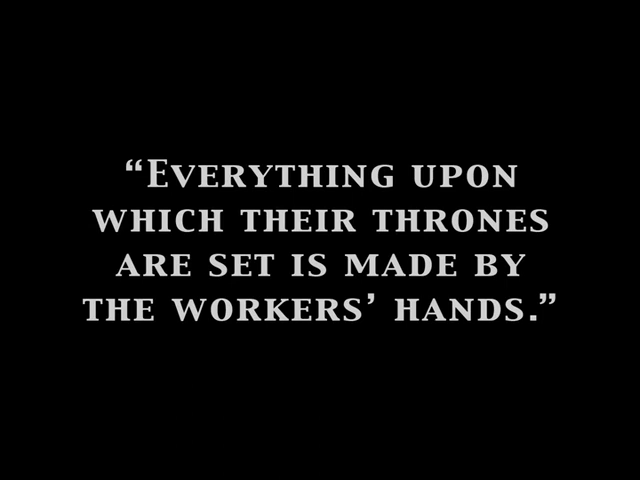 “Everything upon
which their thrones
are set is made by
the workers’ hands.”